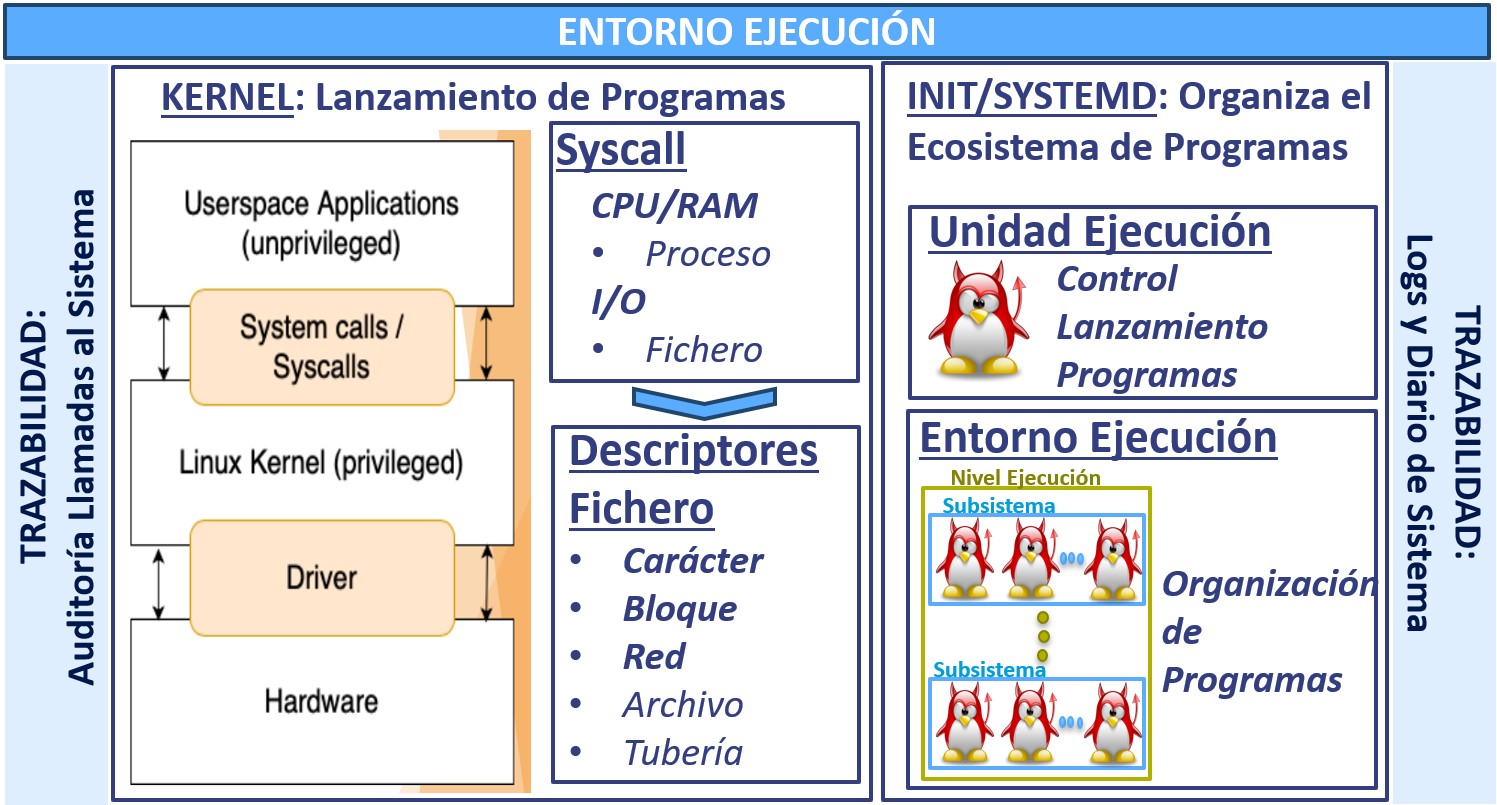 ENTORNO EJECUCIÓN
TRAZABILIDAD:
Auditoría Llamadas al Sistema
KERNEL: Lanzamiento de Programas
Userspace Applications
(unprivileged)
System calls /
Syscalls
Linux Kernel (privileged)
Driver
Hardware
Syscall
CPU/RAM
• Proceso
I/O
• Fichero
Descriptores
Fichero
• Carácter
• Bloque
• Red
• Archivo
• Tubería
INIT/SYSTEMD: Organiza el
Ecosistema de Programas
Unidad Ejecución
Control
Lanzamiento
Programas
Entorno Ejecución
Nivel Ejecución
Subsistema
Subsistema
Organización
de
Programas
TRAZABILIDAD:
Logs y Diario de Sistema